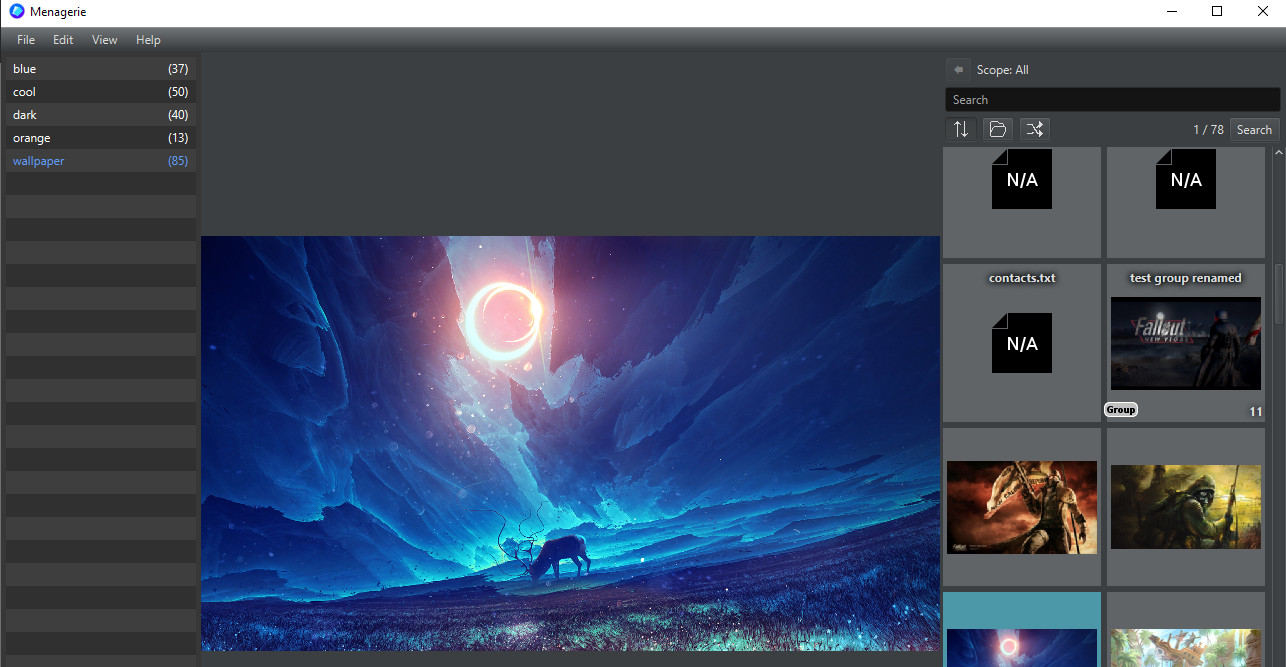 Menagerie
File Edit View Help
blue (37)
cool (50)
dark (40)
orange (13)
wallpaper (85)
Scope: All
Search
1 / 78 Search
N/A N/A
contacts.txt test group renamed
N/A
Fallout
NEW VEGAS
Group 11